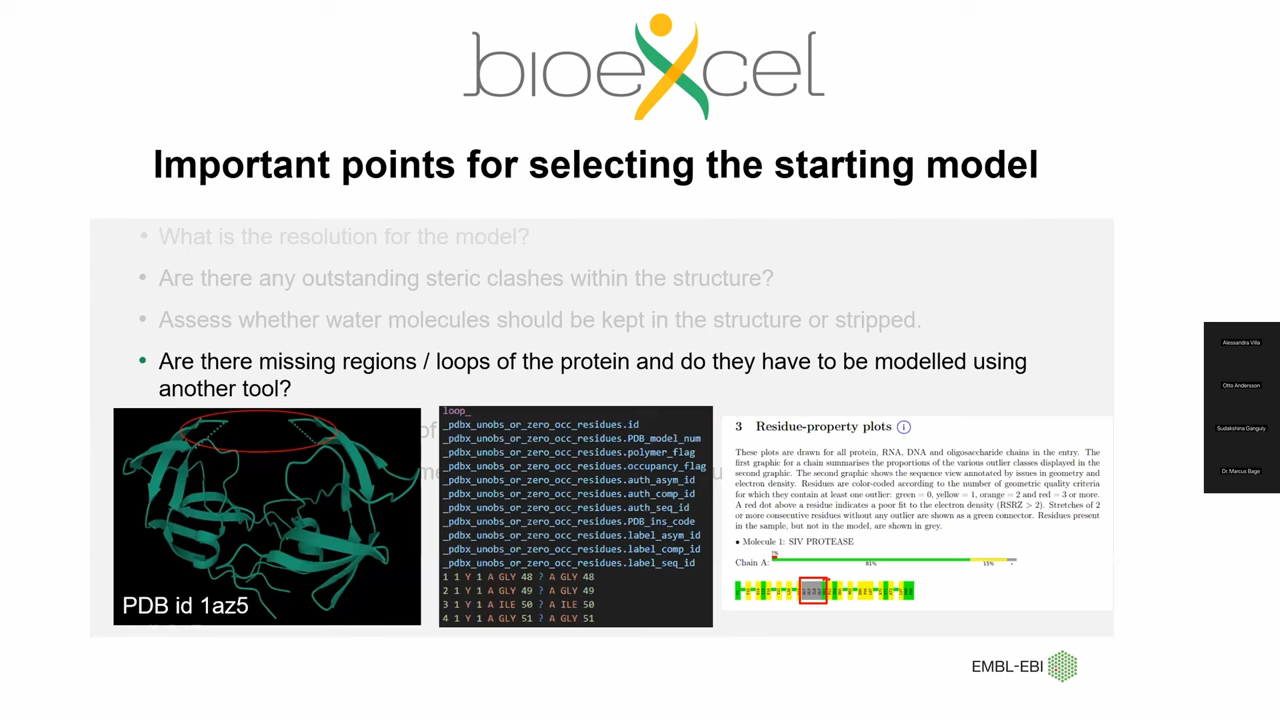 bioexcel
Important points for selecting the starting model
• What is the resolution for the model?
• Are there any outstanding steric clashes within the structure?
• Assess whether water molecules should be kept in the structure or stripped.
• Are there missing regions / loops of the protein and do they have to be modelled using
another tool?
of
PDB id 1az5
loop_
_pdbx_unobs_or_zero_occ_residues.id
_pdbx_unobs_or_zero_occ_residues.PDB_model_num
_pdbx_unobs_or_zero_occ_residues.polymer_flag
_pdbx_unobs_or_zero_occ_residues.occupancy_flag
_pdbx_unobs_or_zero_occ_residues.auth_asym_id
_pdbx_unobs_or_zero_occ_residues.auth_comp_id
_pdbx_unobs_or_zero_occ_residues.auth_seq_id
_pdbx_unobs_or_zero_occ_residues.PDB_ins_code
_pdbx_unobs_or_zero_occ_residues.label_asym_id
_pdbx_unobs_or_zero_occ_residues.label_comp_id
_pdbx_unobs_or_zero_occ_residues.label_seq_id
1 1 Y 1 A GLY 48 ? A GLY 48
2 1 Y 1 A GLY 49 ? A GLY 49
3 1 Y 1 A ILE 50 ? A ILE 50
4 1 Y 1 A GLY 51 ? A GLY 51
3 Residue-property plots i
These plots are drawn for all protein, RNA, DNA and oligosaccharide chains in the entry. The
first graphic for a chain summarises the proportions of the various outlier classes displayed in the
second graphic. The second graphic shows the sequence view annotated by issues in geometry and
electron density. Residues are color-coded according to the number of geometric quality criteria
for which they contain at least one outlier: green = 0, yellow = 1, orange = 2 and red = 3 or more.
A red dot above a residue indicates a poor fit to the electron density (RSRZ > 2). Stretches of 2
or more consecutive residues without any outlier are shown as a green connector. Residues present
in the sample, but not in the model, are shown in grey.
• Molecule 1: SIV PROTEASE
Chain A:
81%
15%
EMBL-EBI
Alessandra Villa
Otto Andersson
Sudakshina Ganguly
Dr. Marcus Bage